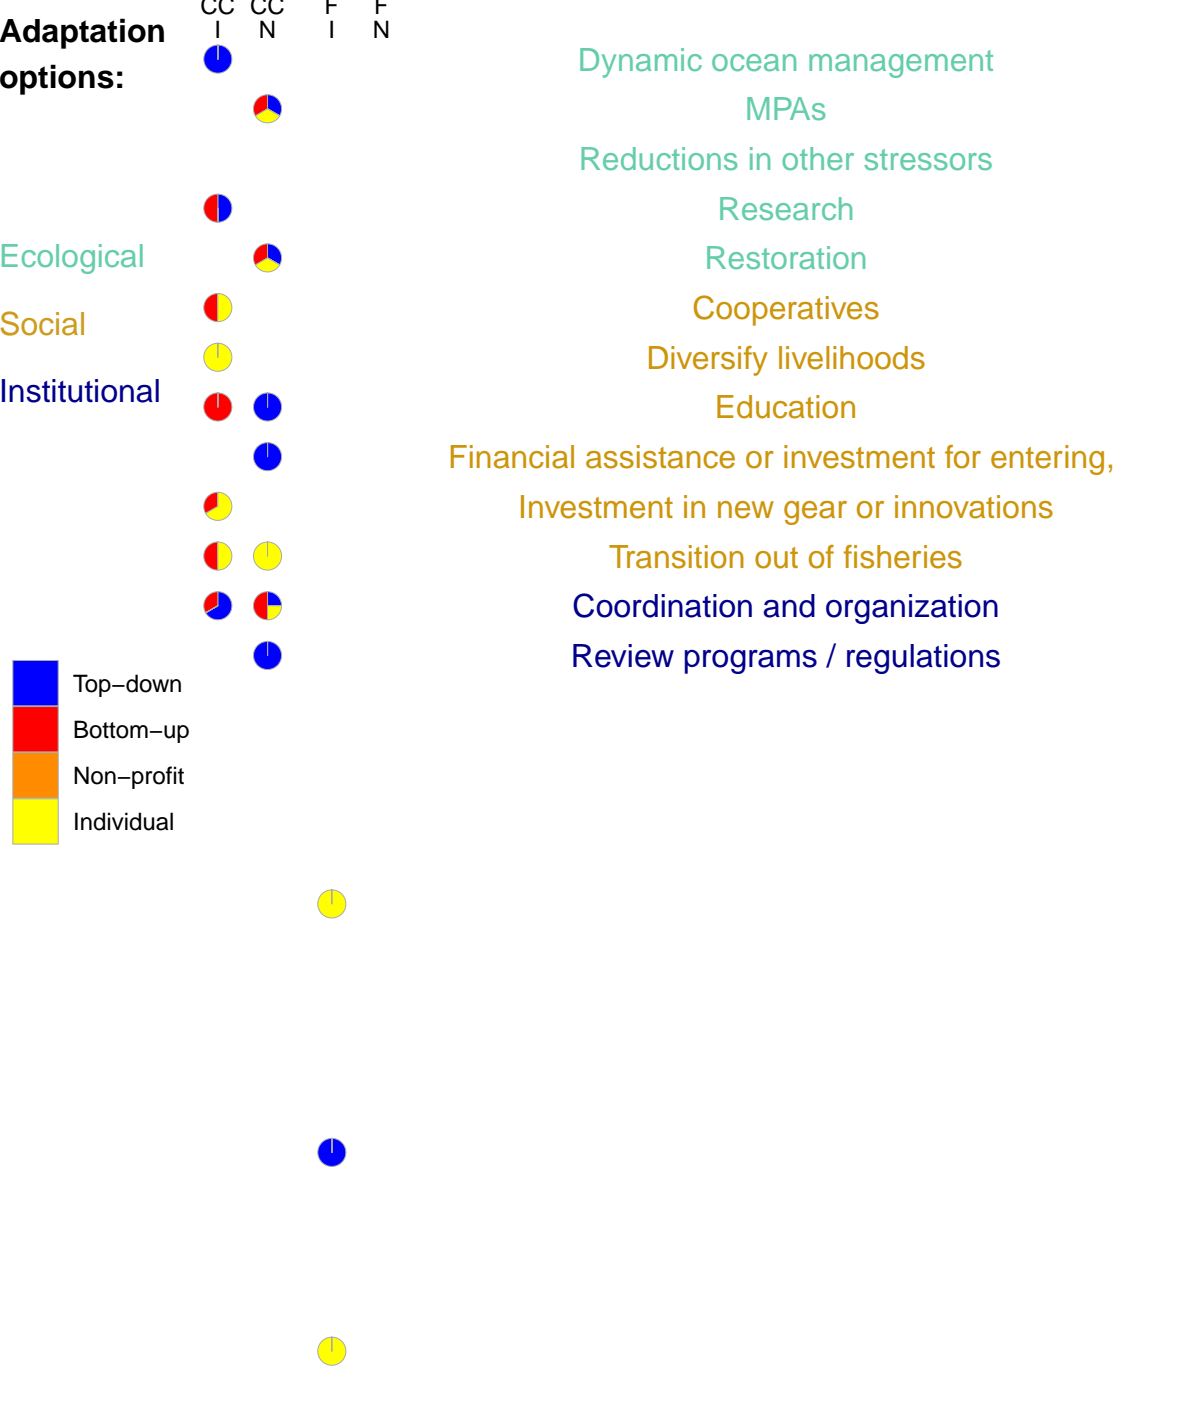 CC CC F F
I N I N
Adaptation
options:
Dynamic ocean management
MPAs
Reductions in other stressors
Research
Ecological
Restoration
Cooperatives
Social
Diversify livelihoods
Institutional
Education
Financial assistance or investment for entering,
Investment in new gear or innovations
Transition out of fisheries
Coordination and organization
Review programs / regulations
Top−down
Bottom−up
Non−profit
Individual